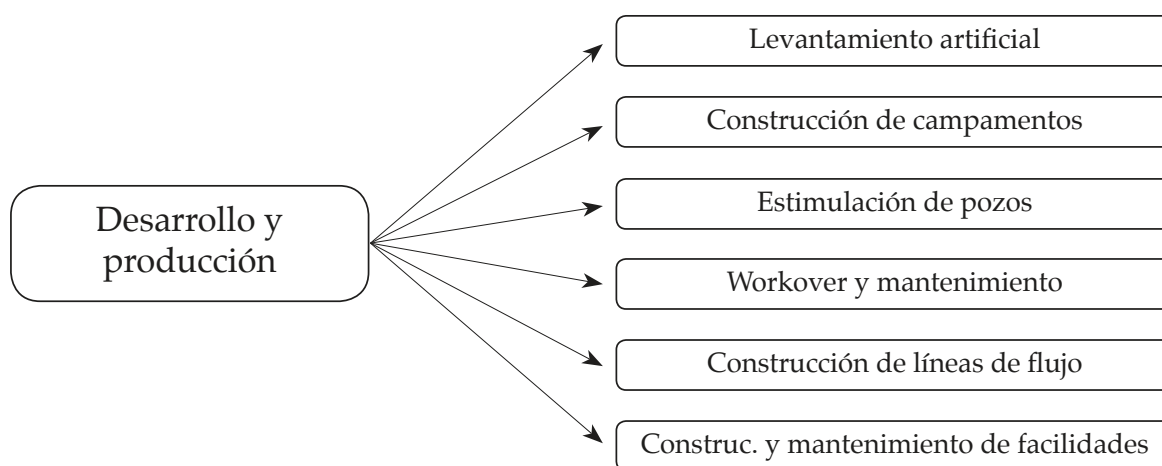 Desarrollo y
producción
Levantamiento artificial
Construcción de campamentos
Estimulación de pozos
Workover y mantenimiento
Construcción de líneas de flujo
Construc. y mantenimiento de facilidades